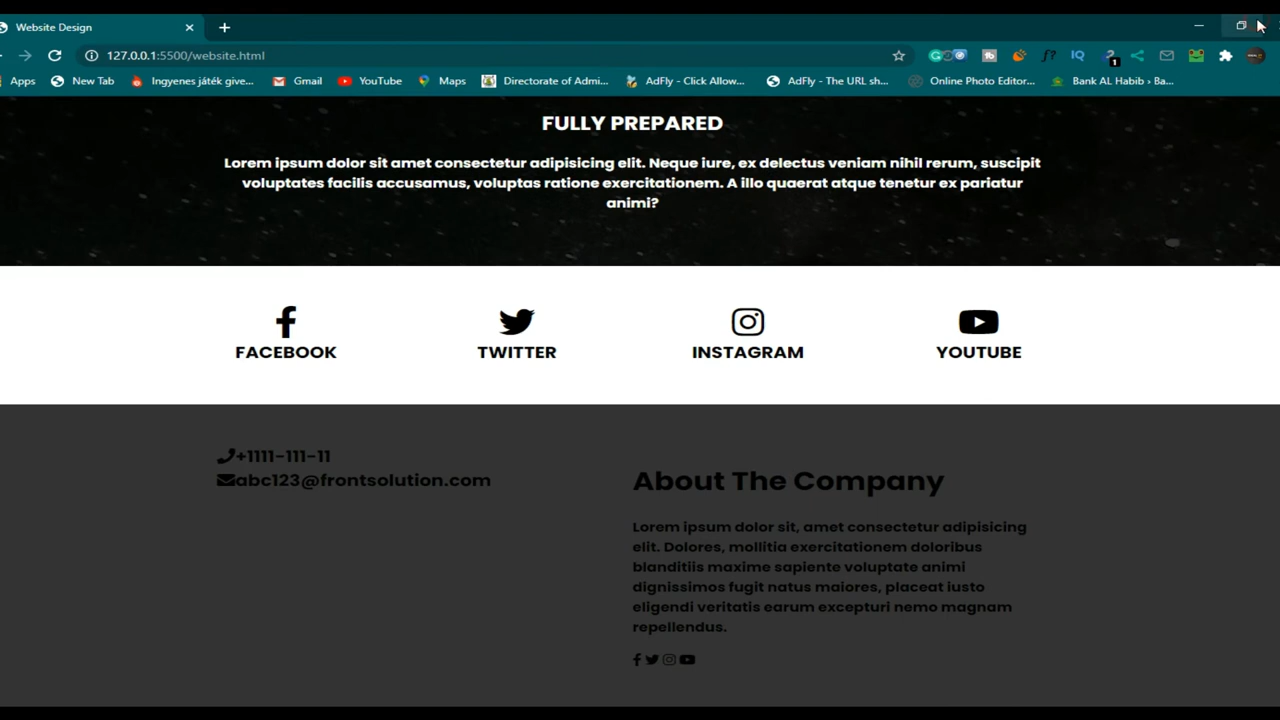 Website Design
127.0.0.1:5500/website.html
f?
IQ
1
Apps
New Tab
Ingyenes játék give...
Gmail
YouTube
Maps
Directorate of Admi...
AdFly - Click Allow...
AdFly - The URL sh...
Online Photo Editor...
Bank AL Habib › Ba...
FULLY PREPARED
Lorem ipsum dolor sit amet consectetur adipisicing elit. Neque iure, ex delectus veniam nihil rerum, suscipit
voluptates facilis accusamus, voluptas ratione exercitationem. A illo quaerat atque tenetur ex pariatur
animi?
FACEBOOK
TWITTER
INSTAGRAM
YOUTUBE
+1111-111-11
abc123@frontsolution.com
About The Company
Lorem ipsum dolor sit, amet consectetur adipisicing
elit. Dolores, mollitia exercitationem doloribus
blanditiis maxime sapiente voluptate animi
dignissimos fugit natus maiores, placeat iusto
eligendi veritatis earum excepturi nemo magnam
repellendus.